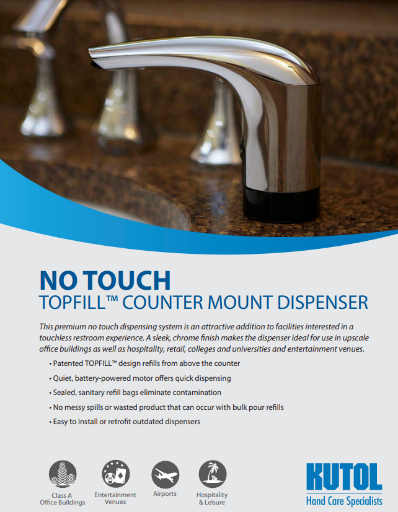 NO TOUCH
TOPFILL™ COUNTER MOUNT DISPENSER
This premium no touch dispensing system is an attractive addition to facilities interested in a
touchless restroom experience. A sleek, chrome finish makes the dispenser ideal for use in upscale
office buildings as well as hospitality, retail, colleges and universities and entertainment venues.
• Patented TOPFILL™ design refills from above the counter
• Quiet, battery-powered motor offers quick dispensing
• Sealed, sanitary refill bags eliminate contamination
• No messy spills or wasted product that can occur with bulk pour refills
• Easy to install or retrofit outdated dispensers
Class A
Office Buildings
Entertainment
Venues
Airports
Hospitality
& Leisure
KUTOL
Hand Care Specialists